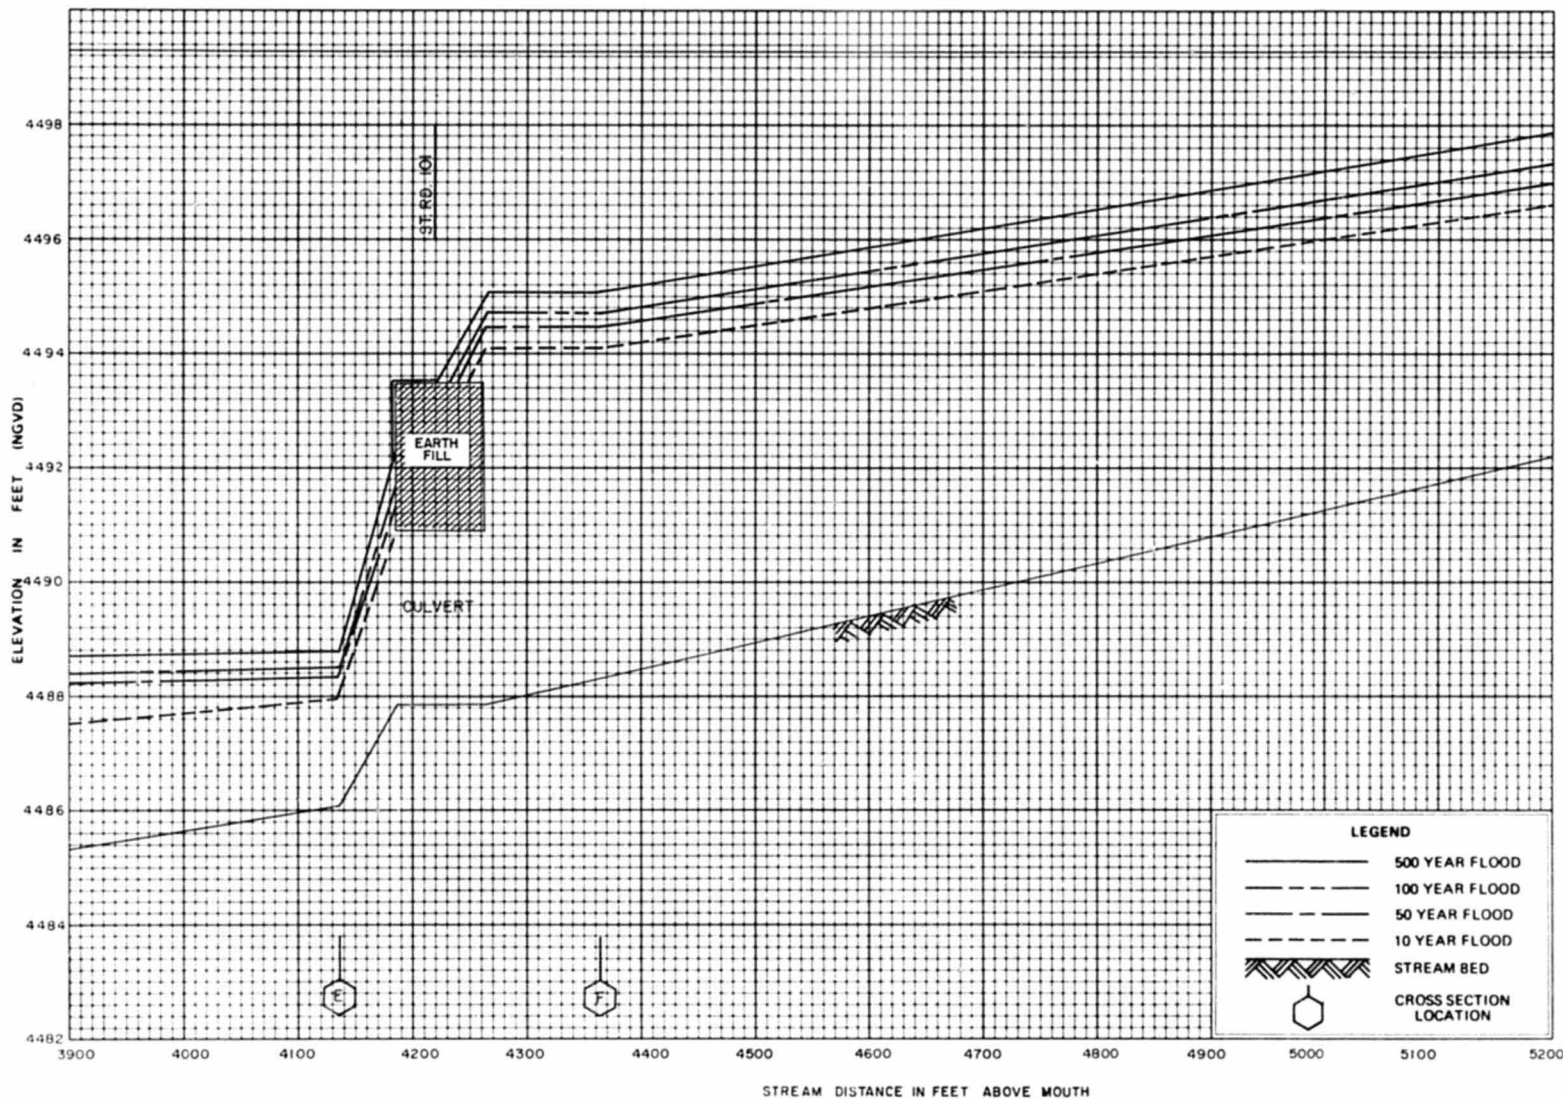 4498
4496
4494
4492
4490
4488
4486
4484
4482
ELEVATION IN FEET (NGVD)
ST. RD. 101
EARTH
FILL
CULVERT
E
F
LEGEND
500 YEAR FLOOD
100 YEAR FLOOD
50 YEAR FLOOD
10 YEAR FLOOD
STREAM BED
CROSS SECTION
LOCATION
3900 4000 4100 4200 4300 4400 4500 4600 4700 4800 4900 5000 5100 5200
STREAM DISTANCE IN FEET ABOVE MOUTH